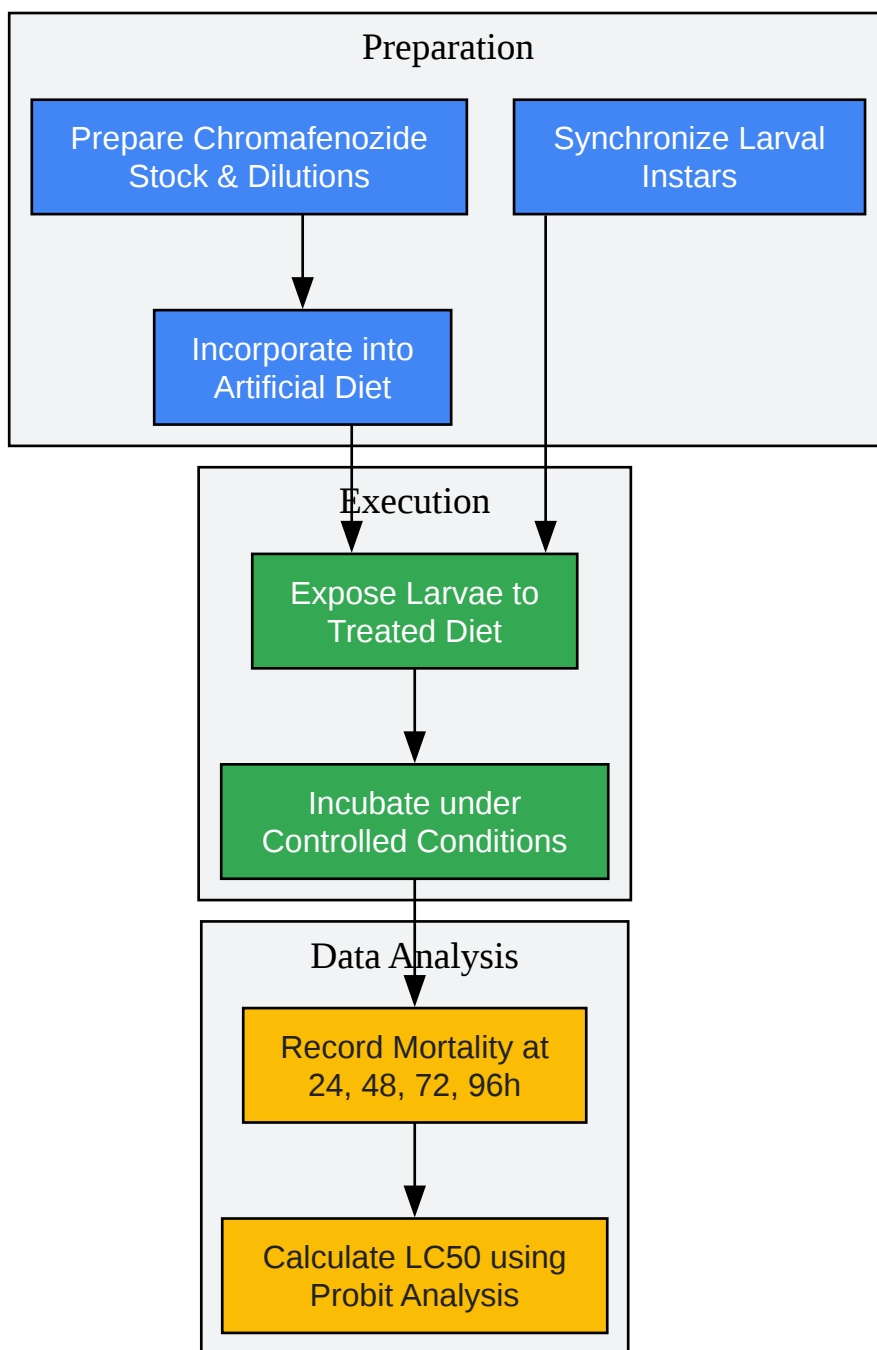 Preparation
Prepare Chromafenozide
Stock & Dilutions
Synchronize Larval
Instars
Incorporate into
Artificial Diet
Execution
Expose Larvae to
Treated Diet
Incubate under
Controlled Conditions
Data Analysis
Record Mortality at
24, 48, 72, 96h
Calculate LC50 using
Probit Analysis